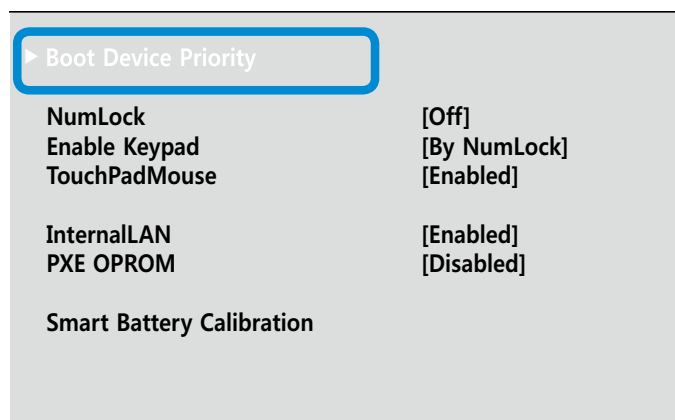 ▶ Boot Device Priority
NumLock [Off]
Enable Keypad [By NumLock]
TouchPadMouse [Enabled]
InternalLAN [Enabled]
PXE OPROM [Disabled]
Smart Battery Calibration